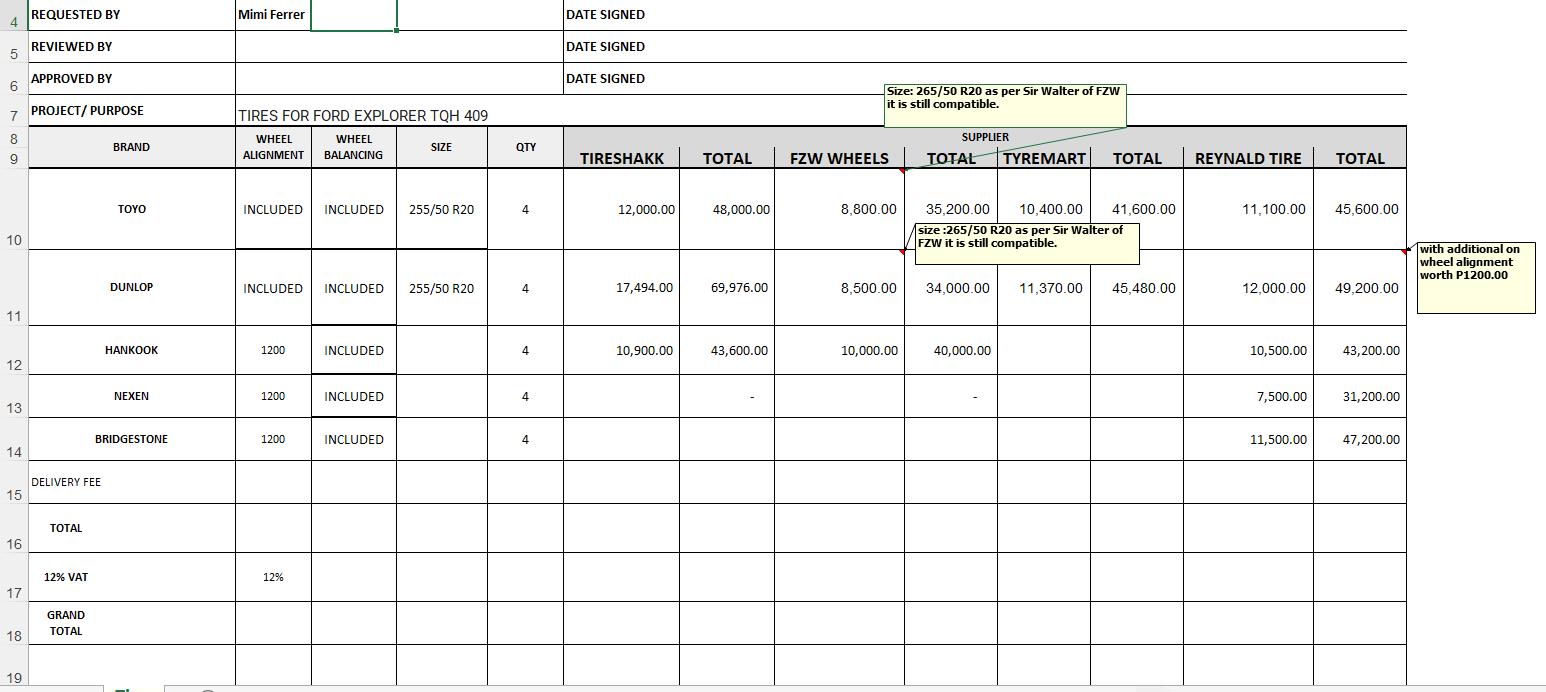 4 REQUESTED BY Mimi Ferrer DATE SIGNED
5 REVIEWED BY DATE SIGNED
6 APPROVED BY DATE SIGNED
Size: 265/50 R20 as per Sir Walter of FZW
it is still compatible.
7 PROJECT/ PURPOSE TIRES FOR FORD EXPLORER TQH 409
8 BRAND WHEEL ALIGNMENT WHEEL BALANCING SIZE QTY SUPPLIER
9 TIRESHAKK TOTAL FZW WHEELS TOTAL TYREMART TOTAL REYNALD TIRE TOTAL
10 TOYO INCLUDED INCLUDED 255/50 R20 4 12,000.00 48,000.00 8,800.00 35,200.00 10,400.00 41,600.00 11,100.00 45,600.00
size :265/50 R20 as per Sir Walter of
FZW it is still compatible.
with additional on
wheel alignment
worth P1200.00
11 DUNLOP INCLUDED INCLUDED 255/50 R20 4 17,494.00 69,976.00 8,500.00 34,000.00 11,370.00 45,480.00 12,000.00 49,200.00
12 HANKOOK 1200 INCLUDED 4 10,900.00 43,600.00 10,000.00 40,000.00 10,500.00 43,200.00
13 NEXEN 1200 INCLUDED 4 - - 7,500.00 31,200.00
14 BRIDGESTONE 1200 INCLUDED 4 11,500.00 47,200.00
15 DELIVERY FEE
16 TOTAL
17 12% VAT 12%
18 GRAND
TOTAL
19